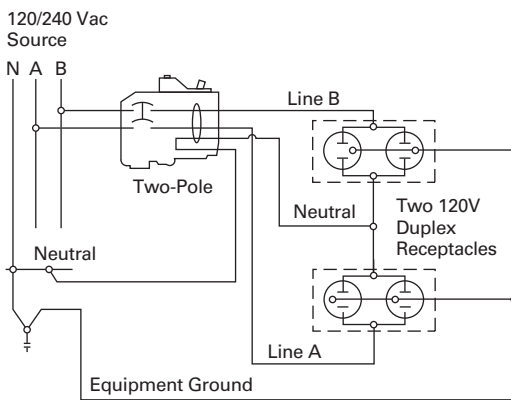 120/240 Vac
Source
N A B
Line B
Two-Pole
Neutral
Two 120V
Duplex
Receptacles
Neutral
Line A
Equipment Ground